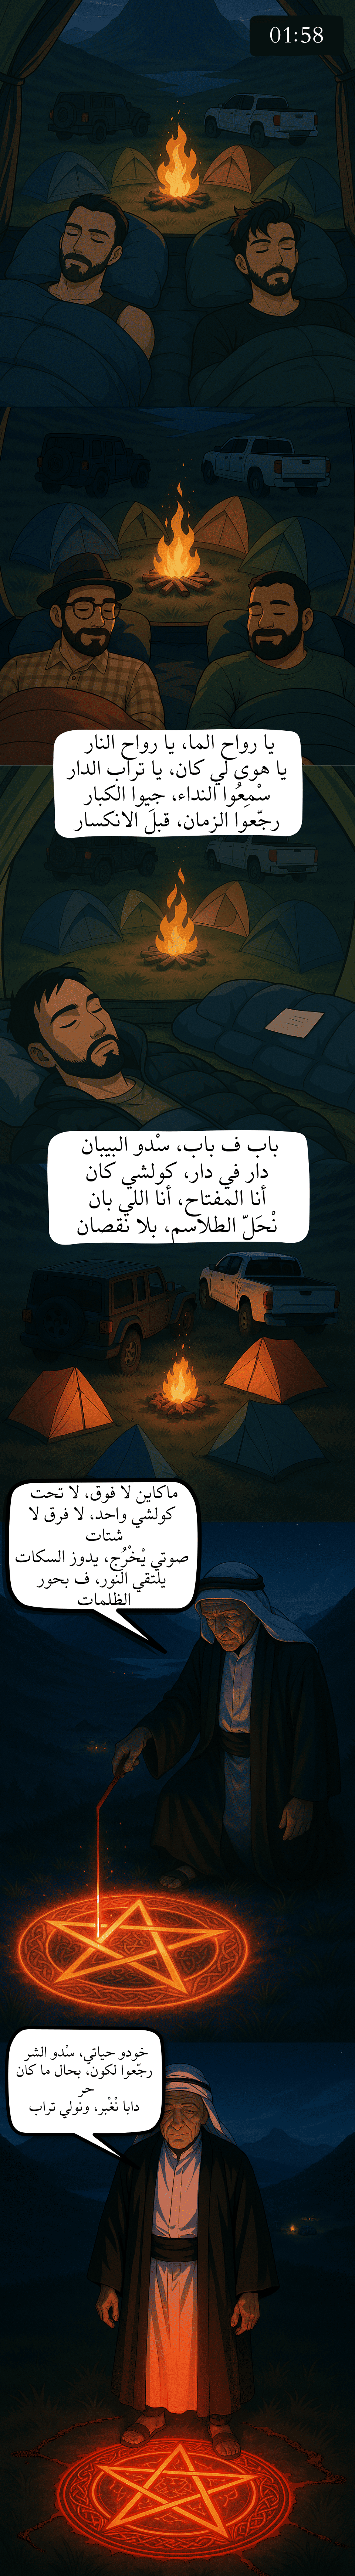 01:58
يا رواح الما، يا رواح النار
يا هوى لي كان، يا تراب الدار
سْمِعُوا النداء، جيوا الكبار
رجّعوا الزمان، قبلَ الانكسار
باب ف باب، سْدو البيبان
دار في دار، كولشي كان
أنا المفتاح، أنا اللي بان
نْحَلّ الطلاسم، بلا نقصان
ماكاين لا فوق، لا تحت
كولشي واحد، لا فرق لا
شتات
صوتي يْخْرُج، يدوز السكات
يلتقي النور، ف بحور
الظلمات
خودو حياتي، سْدو الشر
رجّعوا لكون، بحال ما كان
حر
دابا نْغْبر، ونولي تراب